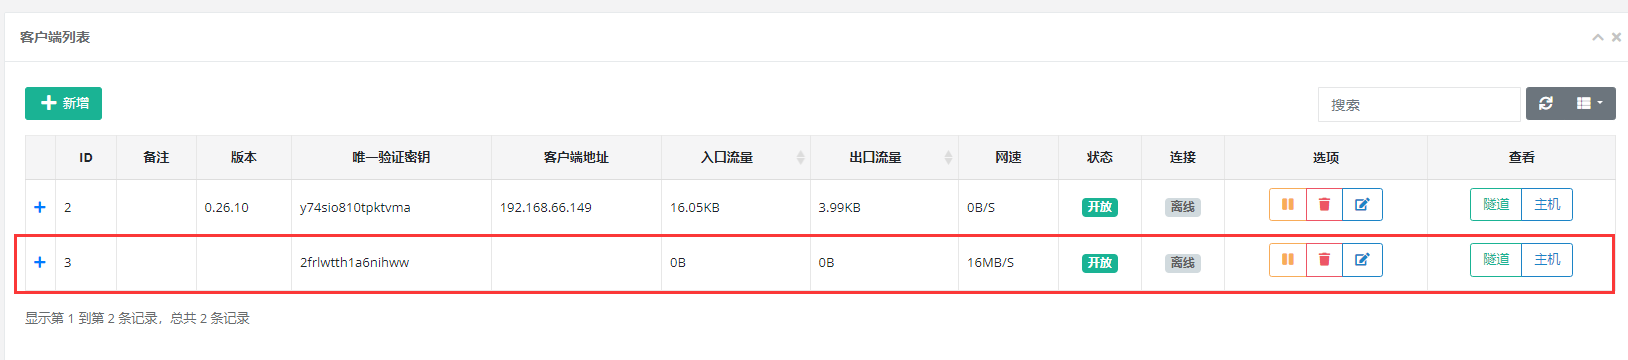 客户端列表
新增
搜索
ID 备注 版本 唯一验证密钥 客户端地址 入口流量 出口流量 网速 状态 连接 选项 查看
2 0.26.10 y74sio810tpktvma 192.168.66.149 16.05KB 3.99KB 0B/S 开放 离线 隧道 主机
3 2frlwtth1a6nihww 0B 0B 16MB/S 开放 离线 隧道 主机
显示第 1 到第 2 条记录，总共 2 条记录